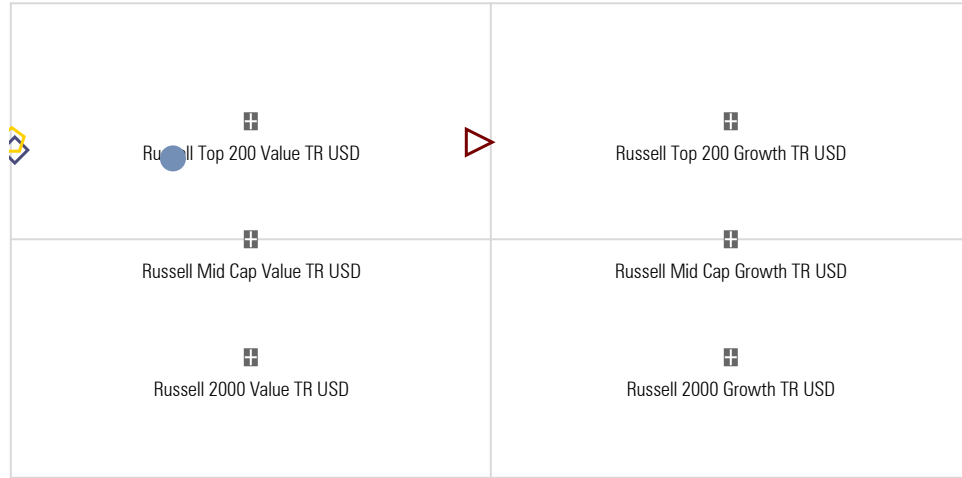 Russell Top 200 Value TR USD
Russell Top 200 Growth TR USD
Russell Mid Cap Value TR USD
Russell Mid Cap Growth TR USD
Russell 2000 Value TR USD
Russell 2000 Growth TR USD